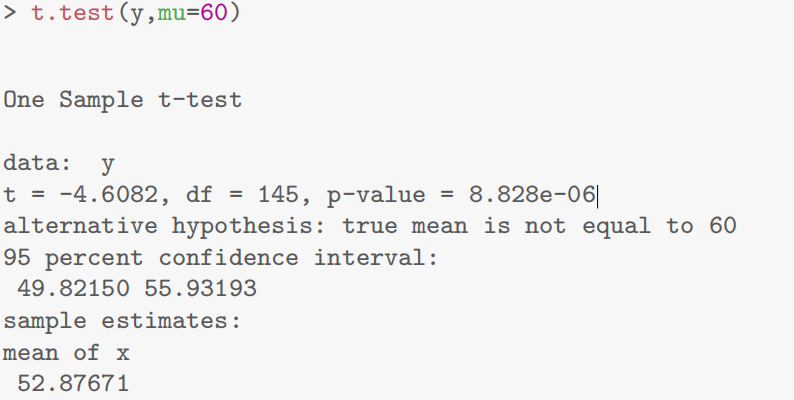 > t.test(y,mu=60)
One Sample t-test
data:  y
t = -4.6082, df = 145, p-value = 8.828e-06
alternative hypothesis: true mean is not equal to 60
95 percent confidence interval:
49.82150 55.93193
sample estimates:
mean of x
52.87671